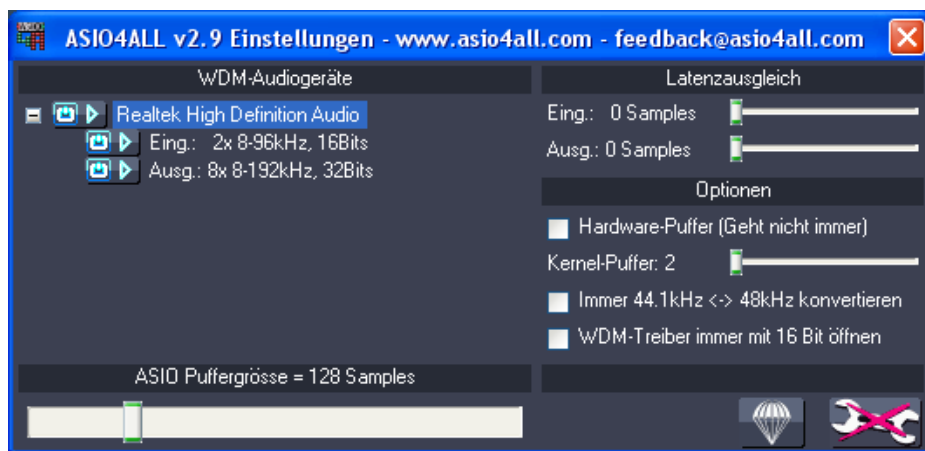 ASIO4ALL v2.9 Einstellungen - www.asio4all.com - feedback@asio4all.com
WDM-Audiogeräte
Realtek High Definition Audio
Eing.: 2x 8-96kHz, 16Bits
Ausg.: 8x 8-192kHz, 32Bits
Latenzausgleich
Eing.: 0 Samples
Ausg.: 0 Samples
Optionen
Hardware-Puffer (Geht nicht immer)
Kernel-Puffer: 2
Immer 44.1kHz <-> 48kHz konvertieren
WDM-Treiber immer mit 16 Bit öffnen
ASIO Puffergrösse = 128 Samples